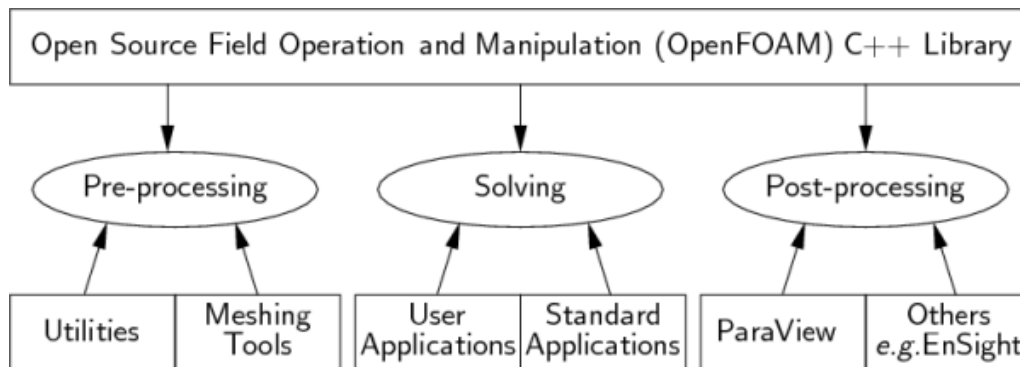 Open Source Field Operation and Manipulation (OpenFOAM) C++ Library
Pre-processing
Solving
Post-processing
Utilities
Meshing
Tools
User
Applications
Standard
Applications
ParaView
Others
e.g.EnSight